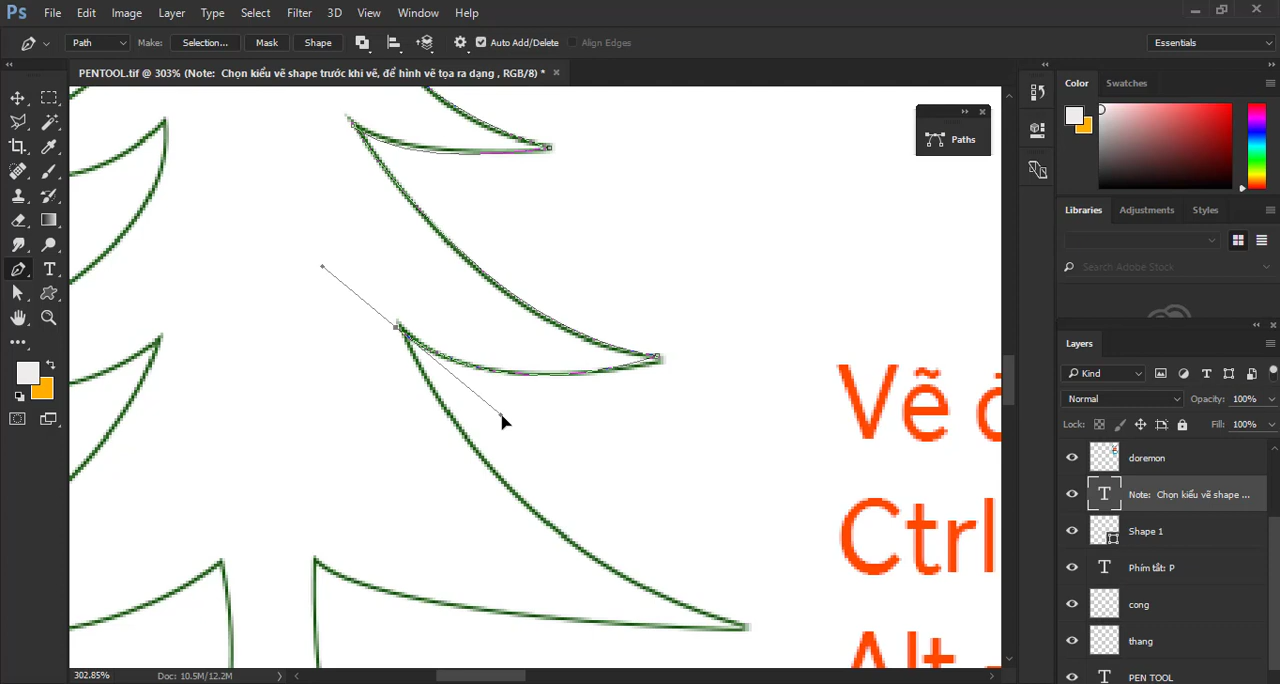 Ps File Edit Image Layer Type Select Filter 3D View Window Help
Path Make: Selection... Mask Shape Auto Add/Delete Align Edges Essentials
PENTOOL.tif @ 303% (Note: Chọn kiểu vẽ shape trước khi vẽ, để hình vẽ tọa ra dạng , RGB/8) *
Color Swatches
Paths
Libraries Adjustments Styles
Search Adobe Stock
Layers
Kind
Normal Opacity: 100%
Lock: Fill: 100%
doremon
Note: Chọn kiểu vẽ shape ...
Shape 1
Phím tắt: P
cong
thang
PEN TOOL
Vẽ
Ctrl
Alt
302.85% Doc: 10.5M/12.2M